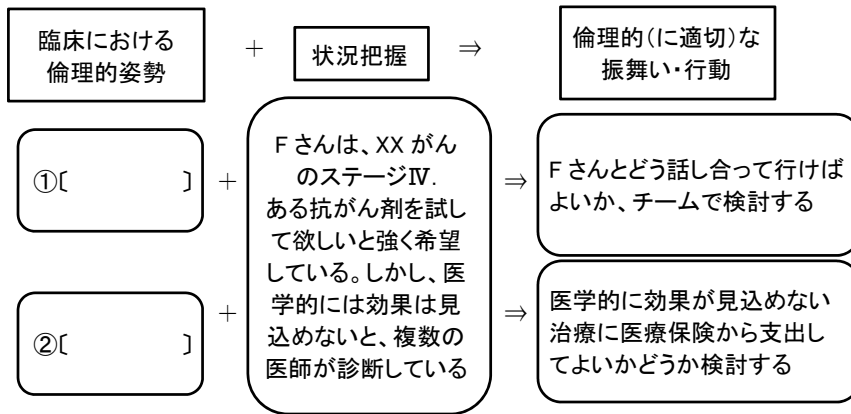 臨床における
倫理的姿勢
+
状況把握
⇒
倫理的(に適切)な
振舞い・行動
①〔 〕
+
Fさんは、XXがん
のステージⅣ.
ある抗がん剤を試し
て欲しいと強く希望
している。しかし、医
学的には効果は見
込めないと、複数の
医師が診断している
⇒
Fさんとどう話し合って行けば
よいか、チームで検討する
②〔 〕
+
⇒
医学的に効果が見込めない
治療に医療保険から支出し
てよいかどうか検討する